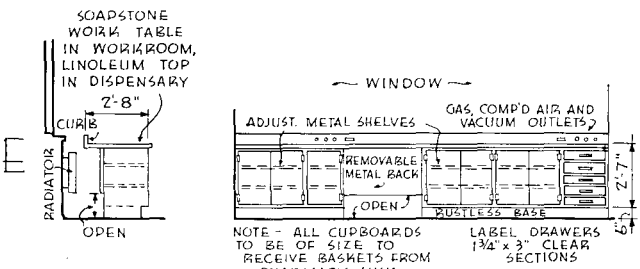 SOAPSTONE
WORK TABLE
IN WORKROOM,
LINOLEUM TOP
IN DISPENSARY
2'-8"
CURB
RADIATOR
OPEN
WINDOW
ADJUST. METAL SHELVES
GAS, COMP'D AIR AND
VACUUM OUTLETS
REMOVABLE
METAL BACK
OPEN
RUSTLESS BASE
2'-7"
6"
NOTE - ALL CUPBOARDS
TO BE OF SIZE TO
RECEIVE BASKETS FROM
LABEL DRAWERS
1¾" x 3" CLEAR
SECTIONS